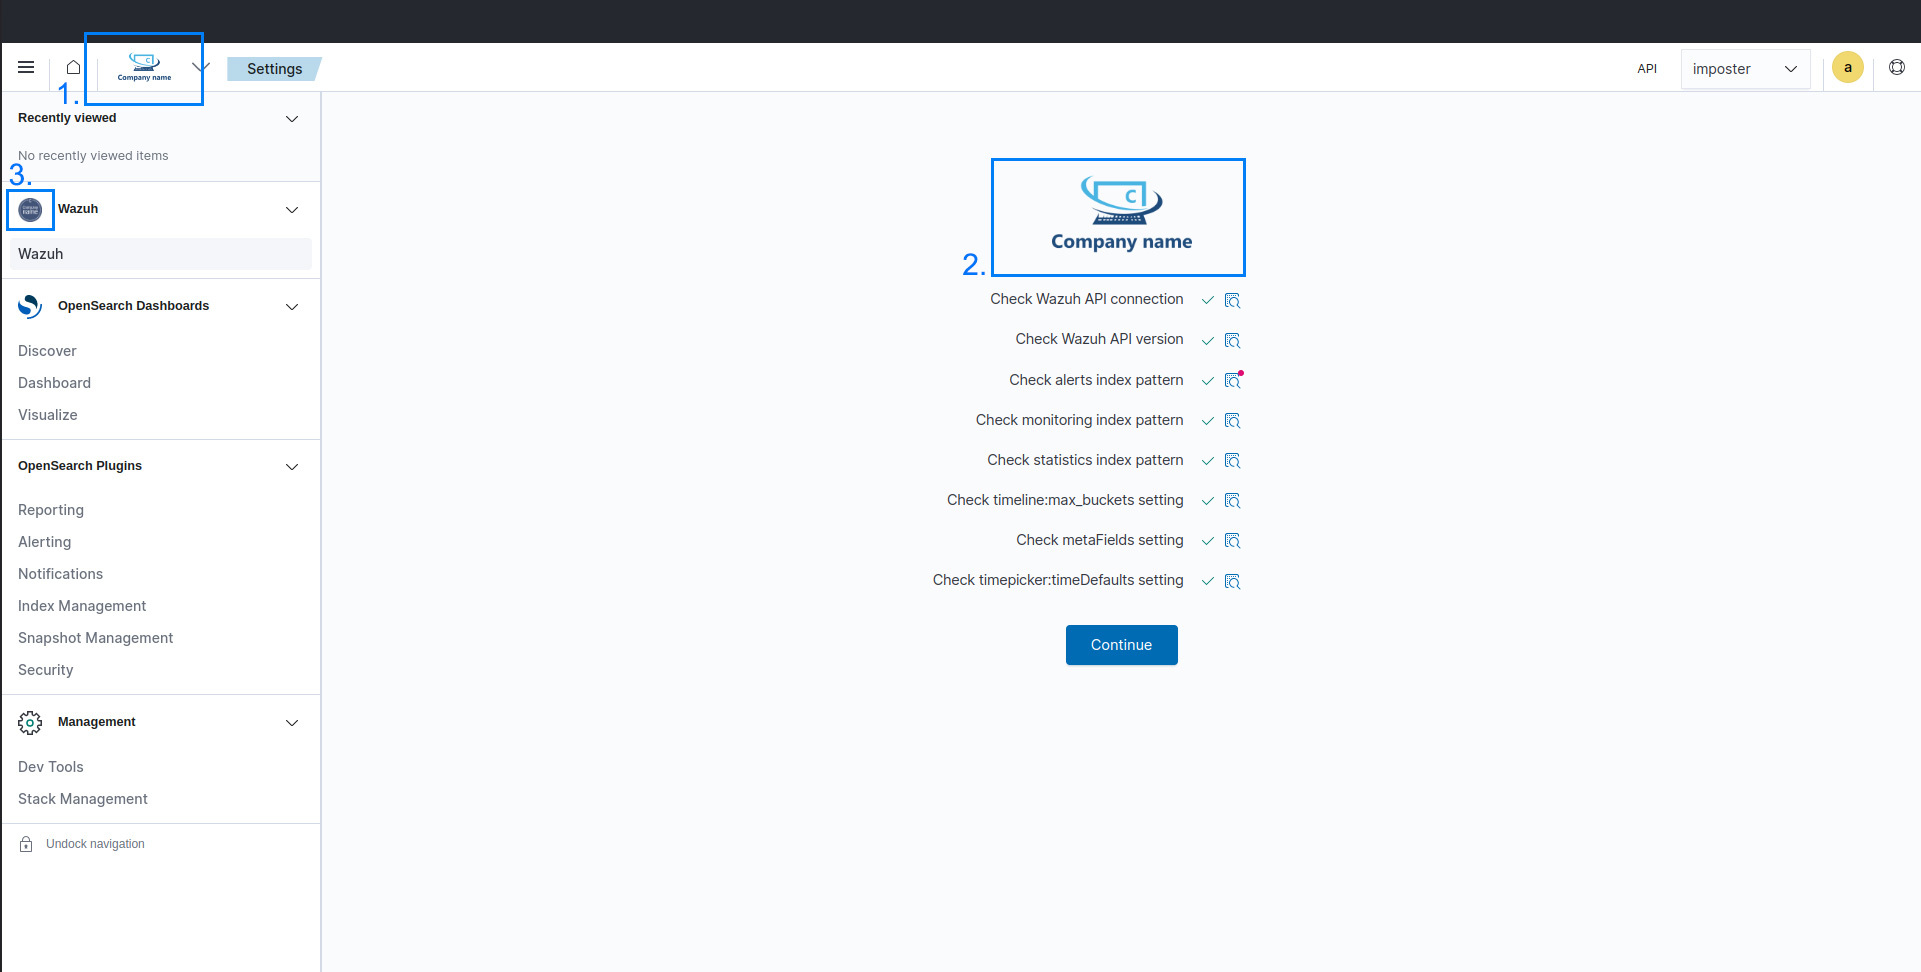 Company name
Settings
API
imposter
a
1.
Recently viewed
No recently viewed items
3.
Wazuh
Wazuh
OpenSearch Dashboards
Discover
Dashboard
Visualize
OpenSearch Plugins
Reporting
Alerting
Notifications
Index Management
Snapshot Management
Security
Management
Dev Tools
Stack Management
Undock navigation
C
Company name
2.
Check Wazuh API connection
Check Wazuh API version
Check alerts index pattern
Check monitoring index pattern
Check statistics index pattern
Check timeline:max_buckets setting
Check metaFields setting
Check timepicker:timeDefaults setting
Continue